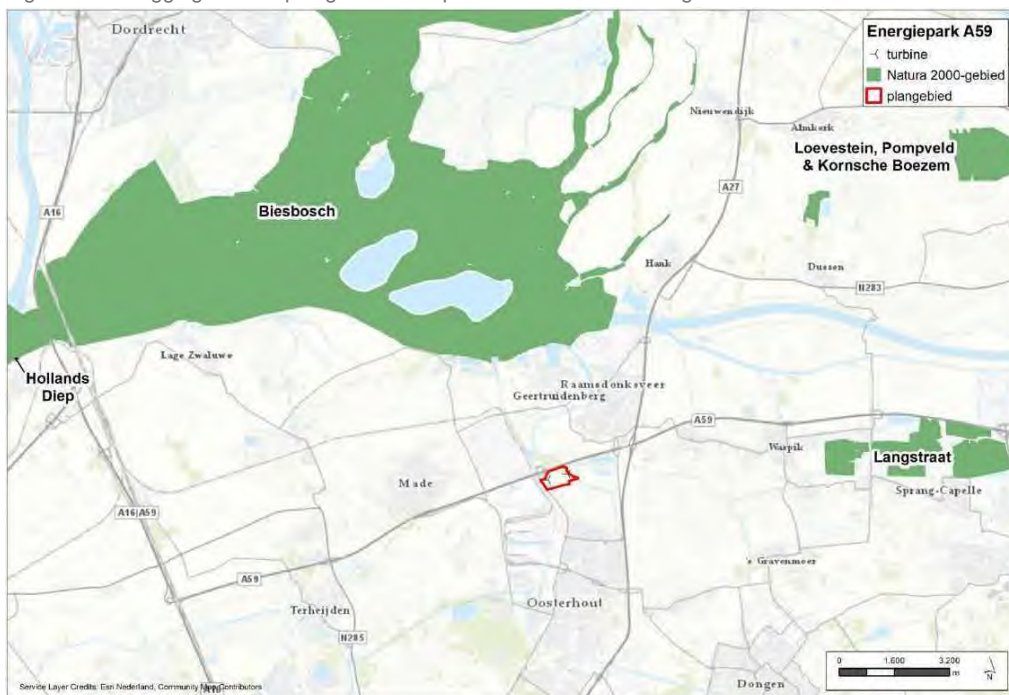 Dordrecht
Energiepark A59
turbine
Natura 2000-gebied
plangebied
Nieuwendijk
Almkerk
Loevestein, Pompveld
& Kornsche Boezem
A27
A16
Biesbosch
Hank
Dussen
N283
Lage Zwaluwe
Hollands
Diep
Raamsdonksveer
Geertruidenberg
A59
Waspik
Langstraat
Made
Sprang-Capelle
A16|A59
's Gravenmoer
A59
Terheijden
Oosterhout
N285
Dongen
0 1.600 3.200
m
N
Service Layer Credits: Esri Nederland, Community Map Contributors
A16